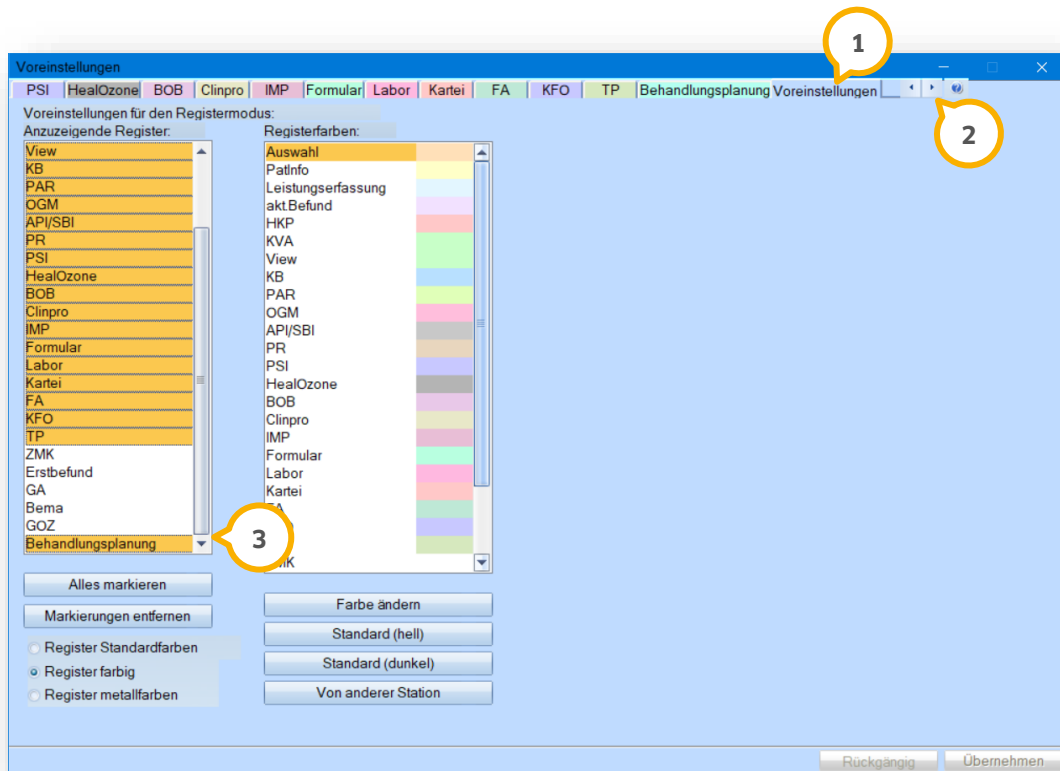 1
Voreinstellungen
PSI HealOzone BOB Clinpro IMP Formular Labor Kartei FA KFO TP Behandlungsplanung Voreinstellungen
2
Voreinstellungen für den Registermodus:
Anzuzeigende Register:
View
KB
PAR
OGM
API/SBI
PR
PSI
HealOzone
BOB
Clinpro
IMP
Formular
Labor
Kartei
FA
KFO
TP
ZMK
Erstbefund
GA
Bema
GOZ
Behandlungsplanung
3
Alles markieren
Markierungen entfernen
Register Standardfarben
Register farbig
Register metallfarben
Registerfarben:
Auswahl
PatInfo
Leistungserfassung
akt.Befund
HKP
KVA
View
KB
PAR
OGM
API/SBI
PR
PSI
HealOzone
BOB
Clinpro
IMP
Formular
Labor
Kartei
Farbe ändern
Standard (hell)
Standard (dunkel)
Von anderer Station
Rückgängig Übernehmen